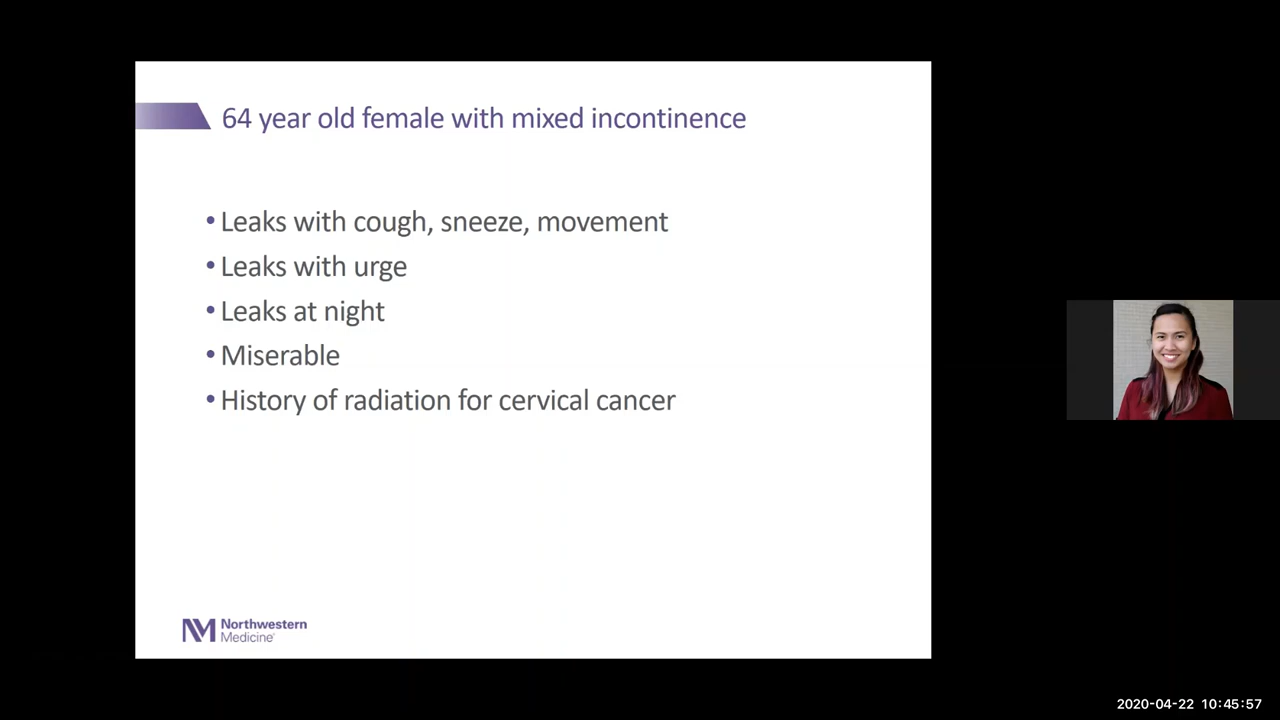 64 year old female with mixed incontinence
• Leaks with cough, sneeze, movement
• Leaks with urge
• Leaks at night
• Miserable
• History of radiation for cervical cancer
NM Northwestern
Medicine®
2020-04-22 10:45:57